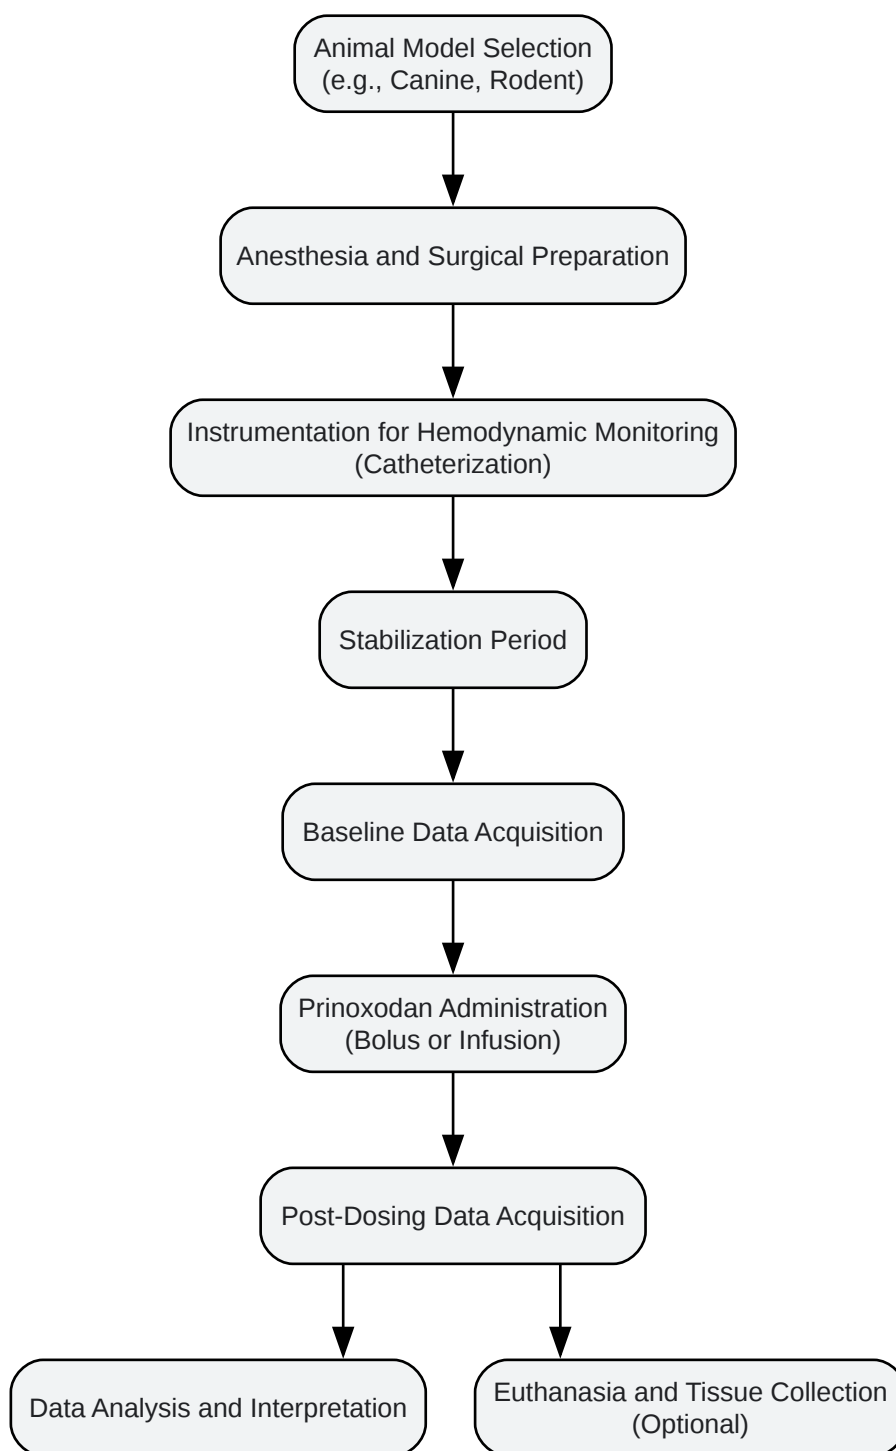 Animal Model Selection
(e.g., Canine, Rodent)
Anesthesia and Surgical Preparation
Instrumentation for Hemodynamic Monitoring
(Catheterization)
Stabilization Period
Baseline Data Acquisition
Prinoxodan Administration
(Bolus or Infusion)
Post-Dosing Data Acquisition
Data Analysis and Interpretation
Euthanasia and Tissue Collection
(Optional)